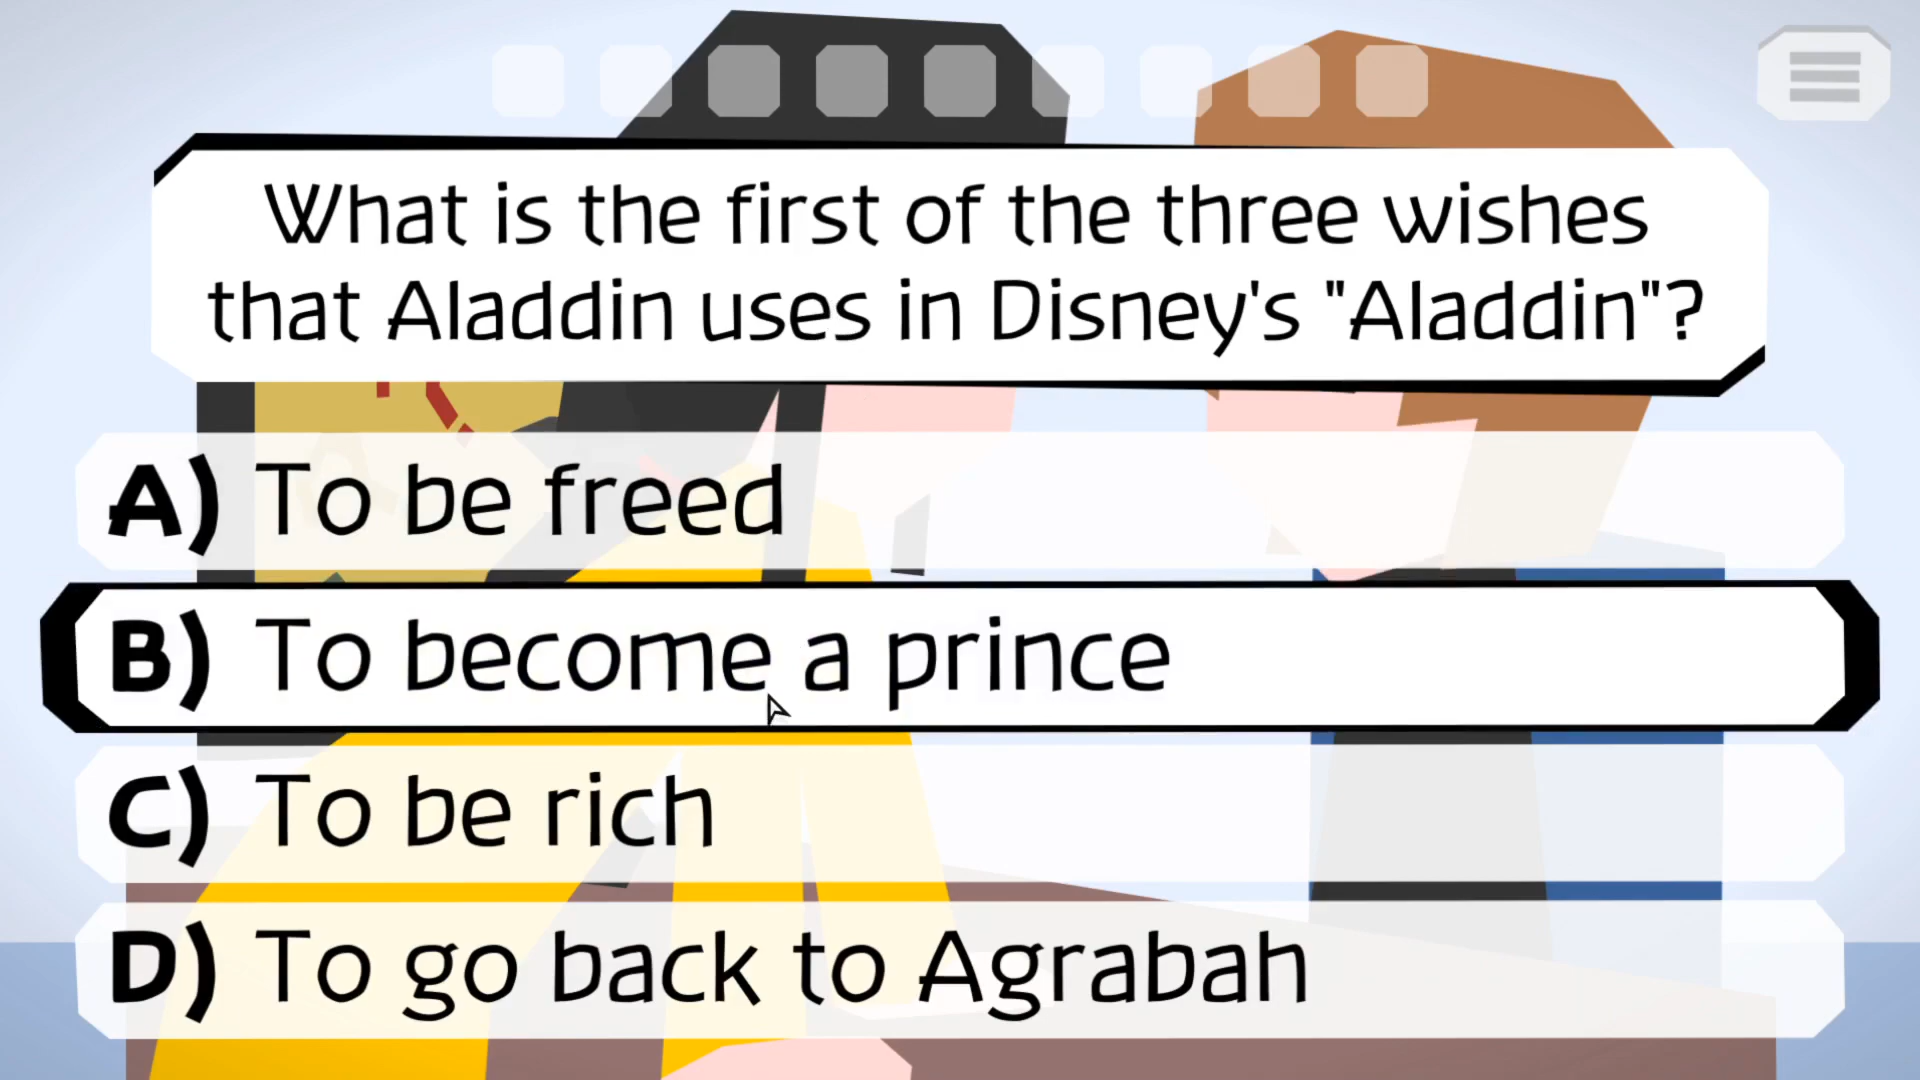 What is the first of the three wishes
that Aladdin uses in Disney's "Aladdin"?
A) To be freed
B) To become a prince
C) To be rich
D) To go back to Agrabah